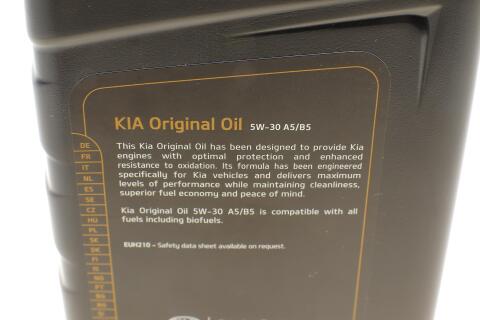 KIA Original Oil 5W-30 A5/B5
This Kia Original Oil has been designed to provide Kia
engines with optimal protection and enhanced
resistance to oxidation. Its formula has been engineered
specifically for Kia vehicles and delivers maximum
levels of performance while maintaining cleanliness,
superior fuel economy and peace of mind.
Kia Original Oil 5W-30 A5/B5 is compatible with all
fuels including biofuels.
EUH210 – Safety data sheet available on request.
DE
FR
IT
NL
ES
SE
CZ
HU
PL
SK
DK
FI
NO
PT
BG